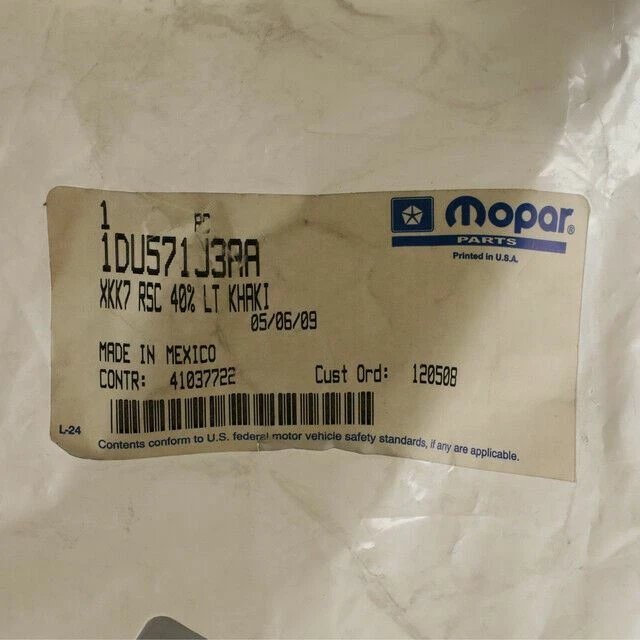 1 PC
Mopar®
PARTS
Printed in U.S.A.
1DU571J3AA
XKK7 RSC 40% LT KHAKI
05/06/09
MADE IN MEXICO
CONTR: 41037722 Cust Ord: 120508
L-24
Contents conform to U.S. federal motor vehicle safety standards, if any are applicable.